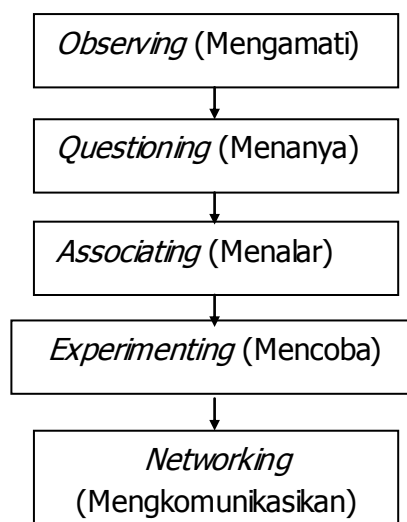 Observing (Mengamati)
Questioning (Menanya)
Associating (Menalar)
Experimenting (Mencoba)
Networking
(Mengkomunikasikan)